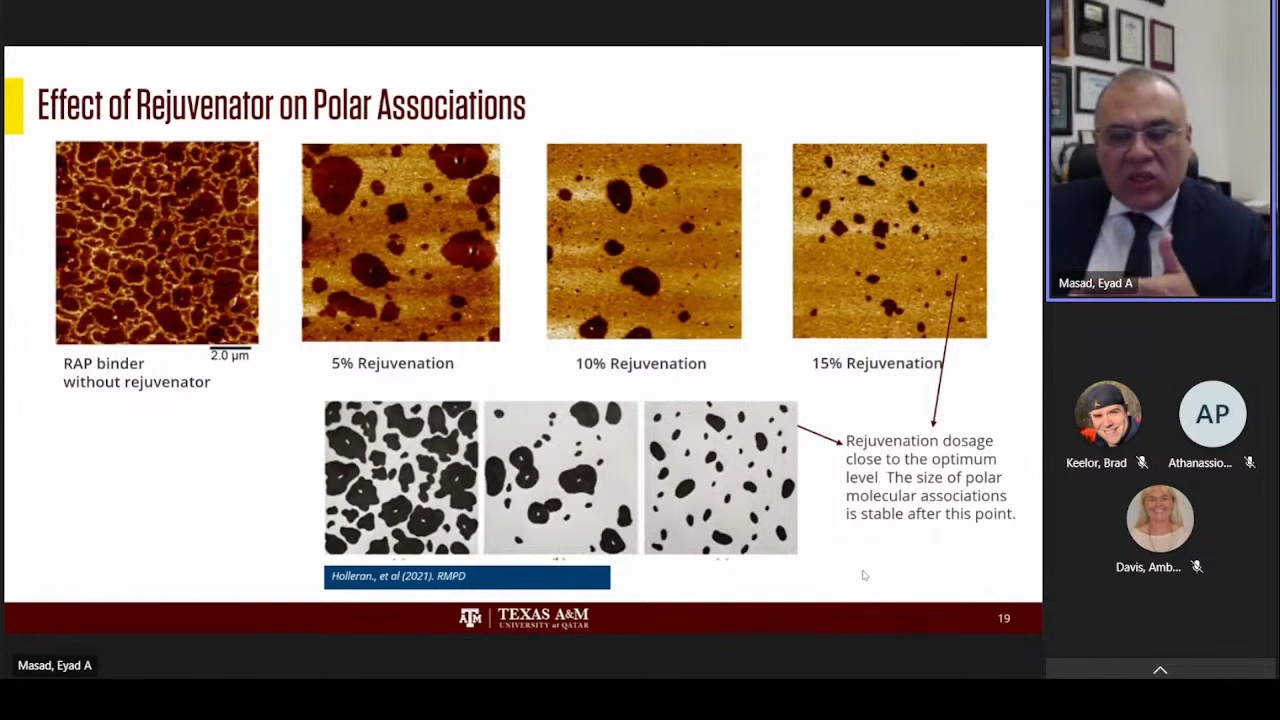 Effect of Rejuvenator on Polar Associations
RAP binder
without rejuvenator
2.0 µm
5% Rejuvenation
10% Rejuvenation
15% Rejuvenation
Rejuvenation dosage
close to the optimum
level. The size of polar
molecular associations
is stable after this point.
Holleran., et al (2021). RMPD
ATM
TEXAS A&M
UNIVERSITY at QATAR
19
Masad, Eyad A
Masad, Eyad A
AP
Keelor, Brad
Athanassio...
Davis, Amb...